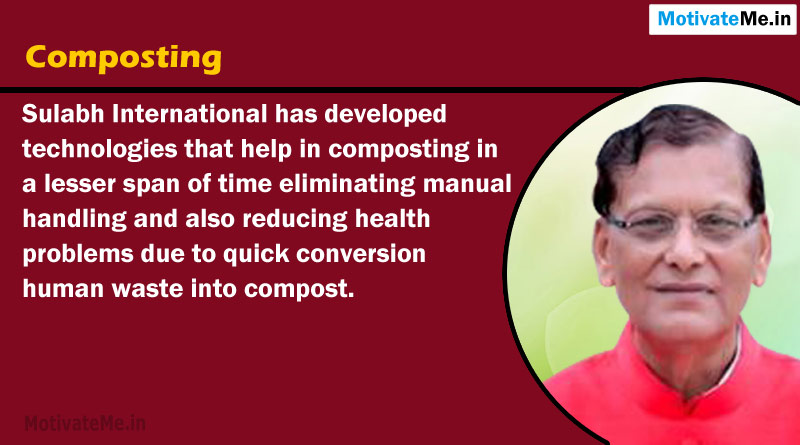 MotivateMe.in
Composting
Sulabh International has developed
technologies that help in composting in
a lesser span of time eliminating manual
handling and also reducing health
problems due to quick conversion
human waste into compost.
MotivateMe.in